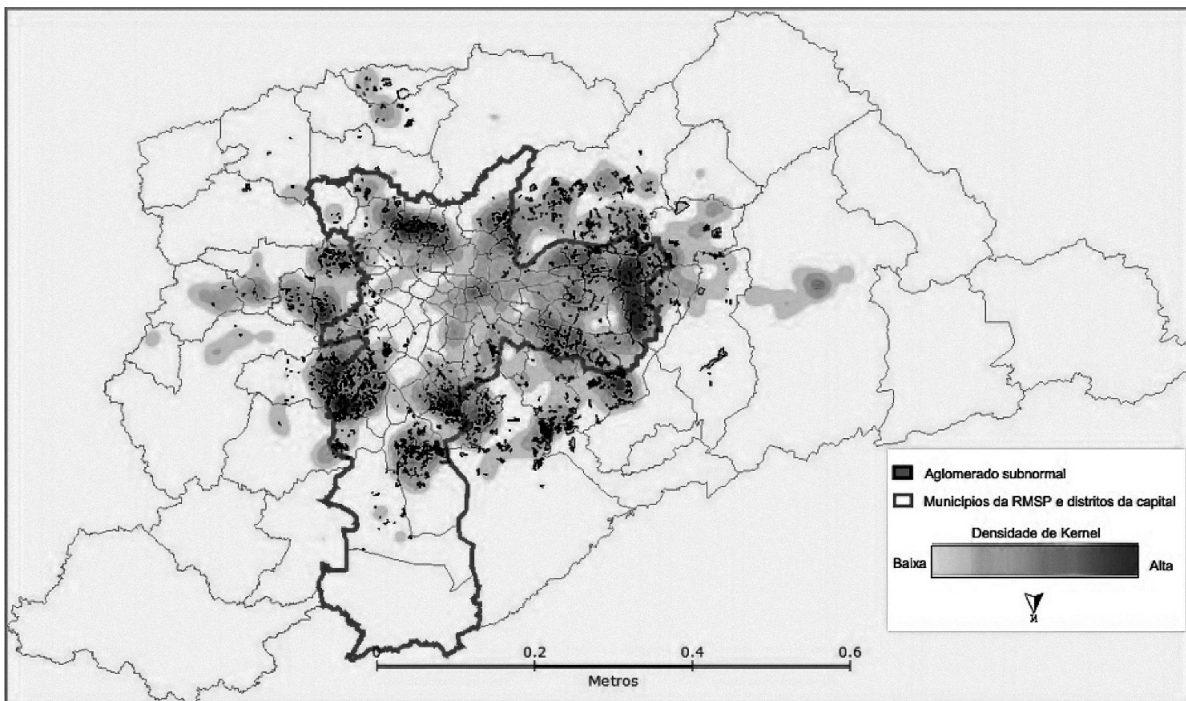 Aglomerado subnormal
Municípios da RMSP e distritos da capital
Densidade de Kernel
Baixa
Alta
N
0
0.2
0.4
0.6
Metros